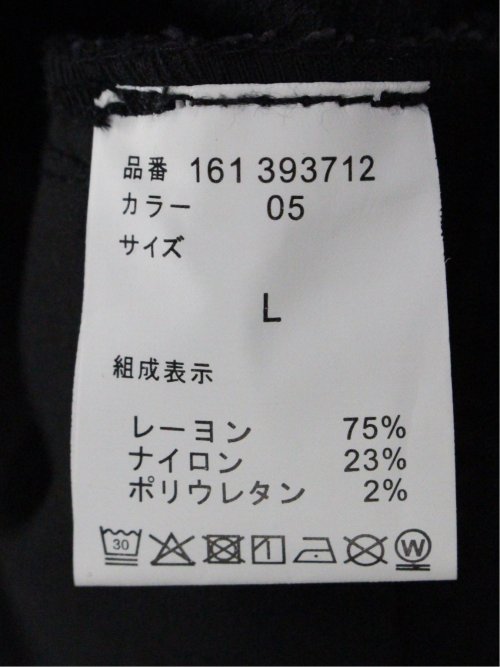 品番 161 393712
カラー 05
サイズ
L
組成表示
レーヨン 75%
ナイロン 23%
ポリウレタン 2%
30 W